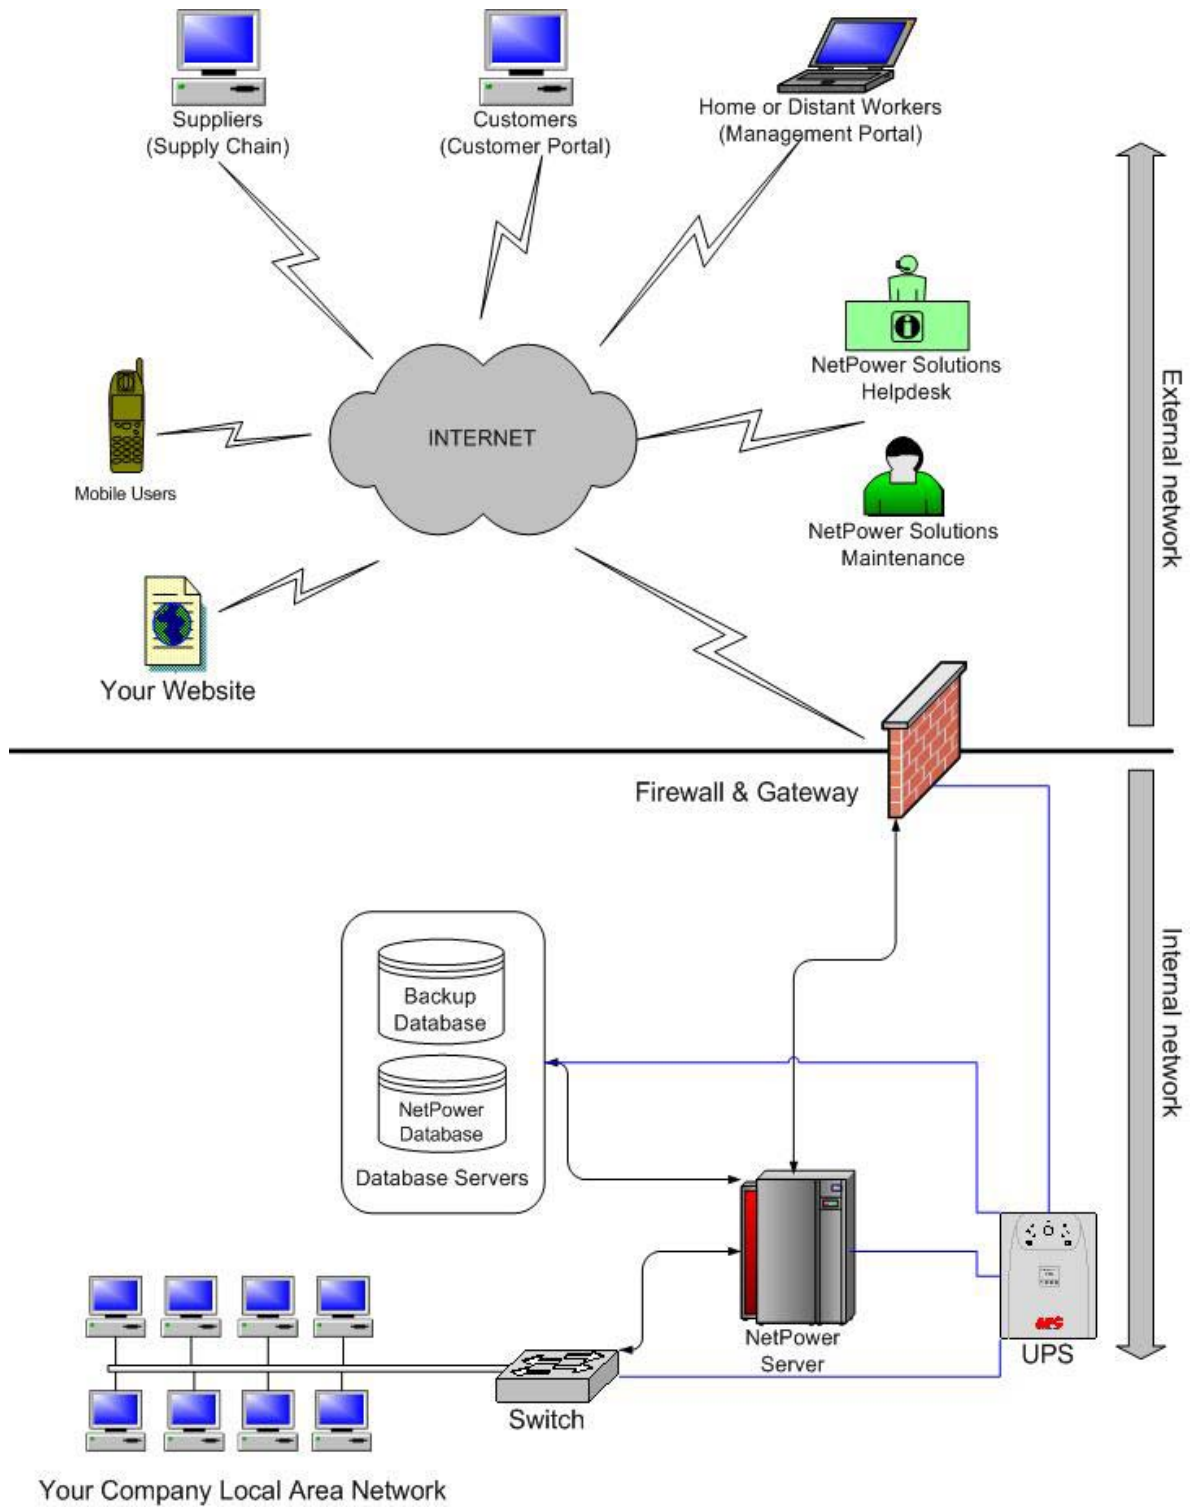 Suppliers
(Supply Chain)
Customers
(Customer Portal)
Home or Distant Workers
(Management Portal)
NetPower Solutions
Helpdesk
INTERNET
External network
Mobile Users
NetPower Solutions
Maintenance
Your Website
Firewall & Gateway
Internal network
Backup
Database
NetPower
Database
Database Servers
NetPower
Server
UPS
Switch
Your Company Local Area Network